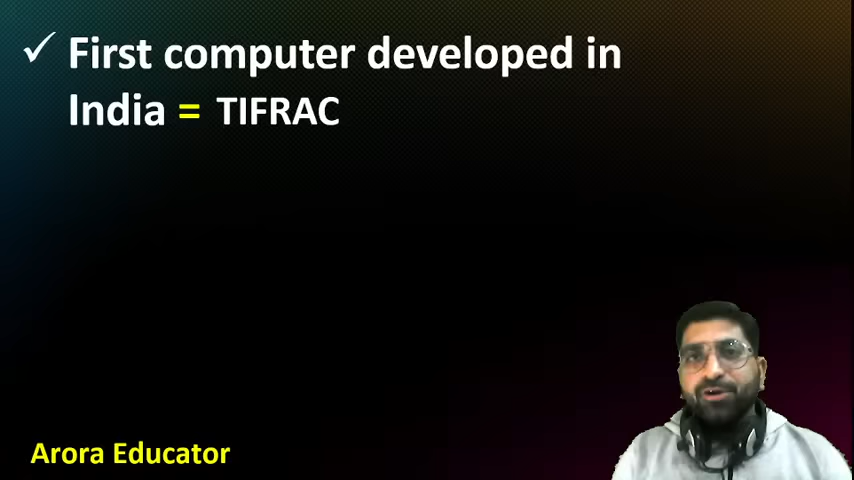 ✓ First computer developed in
India = TIFRAC
Arora Educator